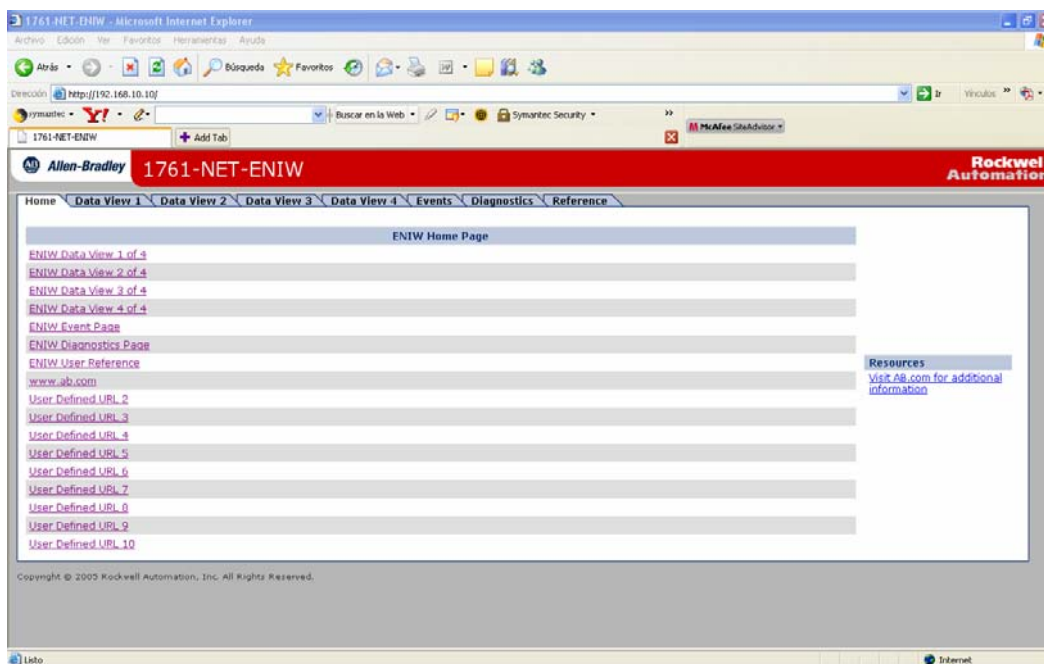 1761-NET-ENIW - Microsoft Internet Explorer
Archivo Edición Ver Favoritos Herramientas Ayuda
Atrás Búsqueda Favoritos
Dirección http://192.168.10.10/ Ir Vínculos »
Symantec Y! Buscar en la Web Symantec Security » McAfee SiteAdvisor
1761-NET-ENIW Add Tab
AB Allen-Bradley 1761-NET-ENIW Rockwell Automation
Home Data View 1 Data View 2 Data View 3 Data View 4 Events Diagnostics Reference
ENIW Home Page
ENIW Data View 1 of 4
ENIW Data View 2 of 4
ENIW Data View 3 of 4
ENIW Data View 4 of 4
ENIW Event Page
ENIW Diagnostics Page
ENIW User Reference
www.ab.com
User Defined URL 2
User Defined URL 3
User Defined URL 4
User Defined URL 5
User Defined URL 6
User Defined URL 7
User Defined URL 8
User Defined URL 9
User Defined URL 10
Resources
Visit AB.com for additional
information
Copyright © 2005 Rockwell Automation, Inc. All Rights Reserved.
Listo Internet